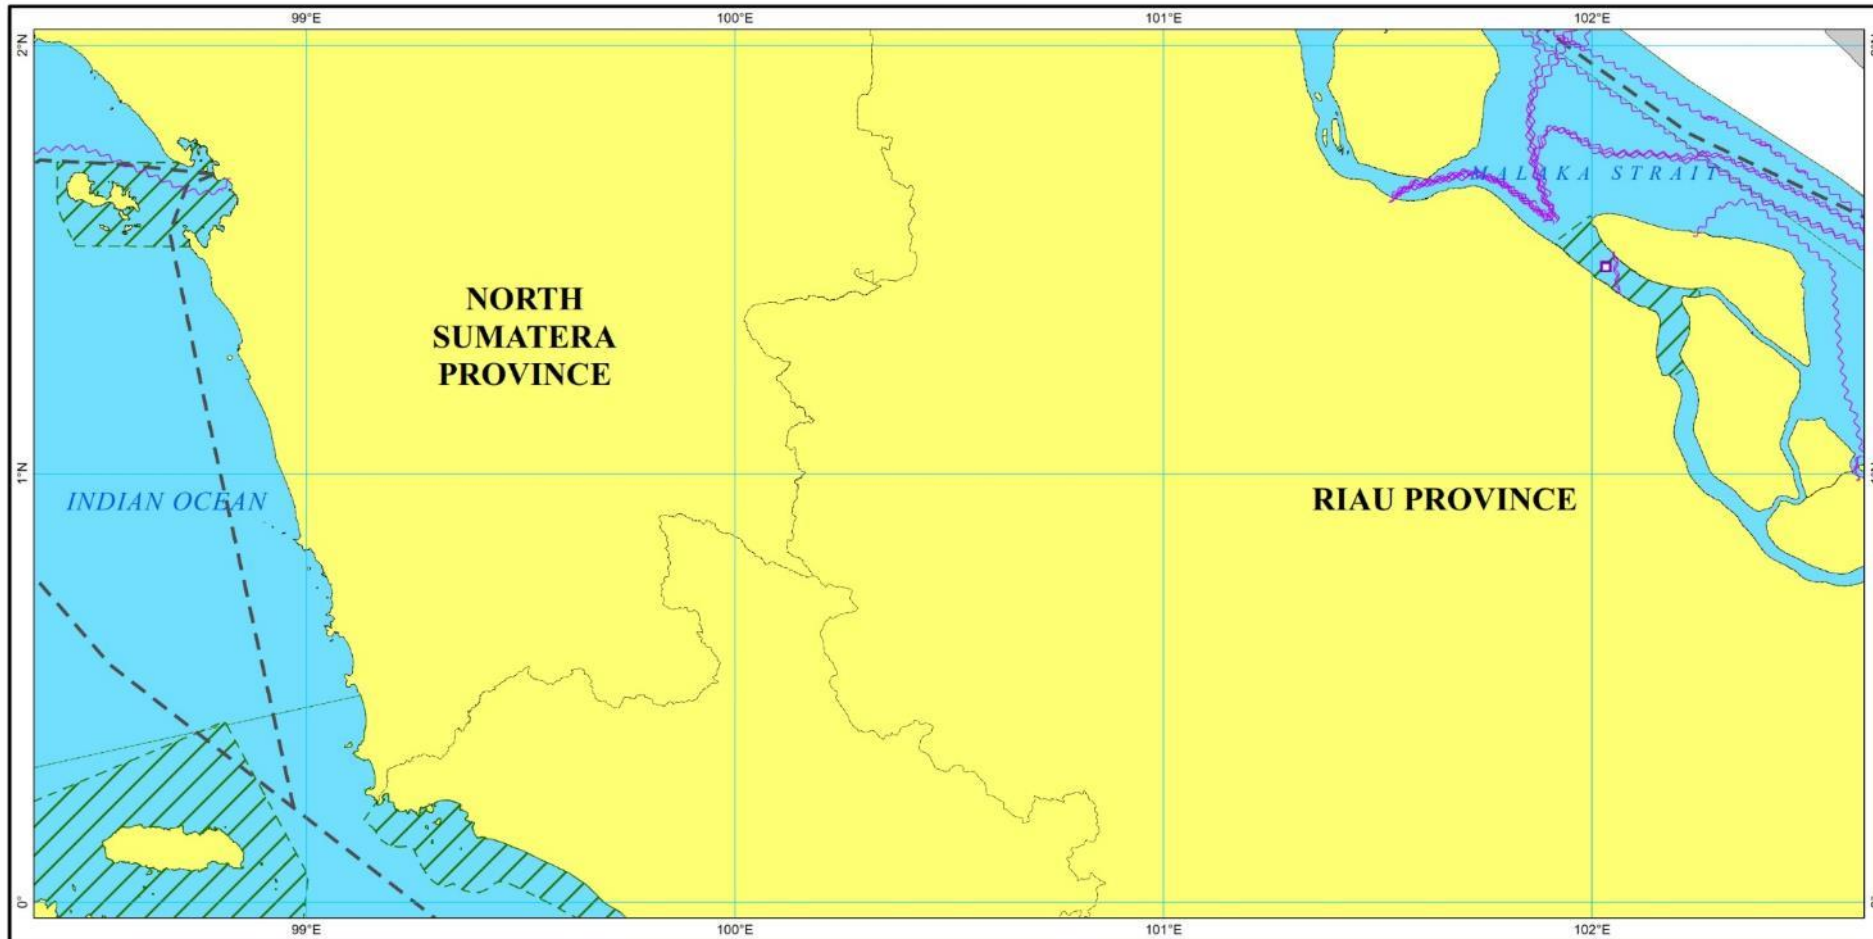 99°E 100°E 101°E 102°E
2°N
MALAKA STRAIT
NORTH
SUMATERA
PROVINCE
1°N
INDIAN OCEAN
RIAU PROVINCE
0°
99°E 100°E 101°E 102°E